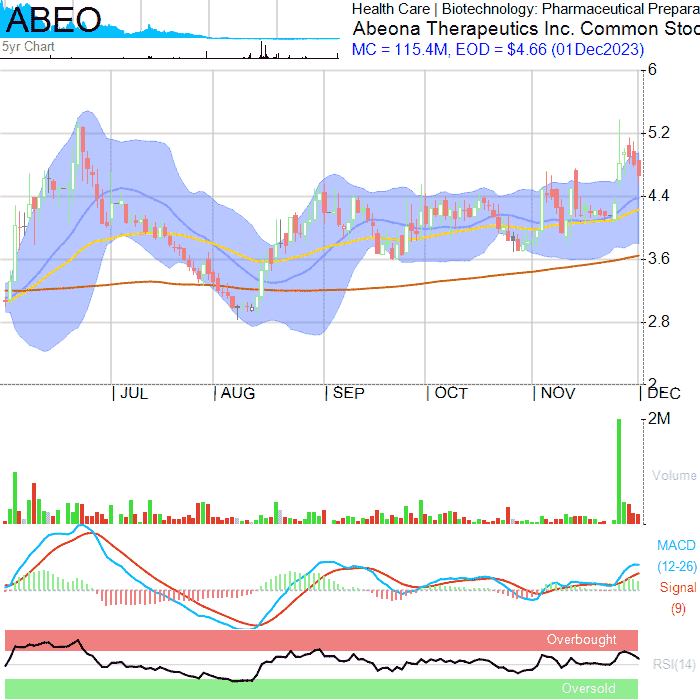 ABEO
5yr Chart
Health Care | Biotechnology: Pharmaceutical Prepara
Abeona Therapeutics Inc. Common Stoc
MC = 115.4M, EOD = $4.66 (01Dec2023)
6
5.2
4.4
3.6
2.8
2
| JUL | AUG | SEP | OCT | NOV | DEC
2M
Volume
MACD
(12-26)
Signal
(9)
Overbought
RSI(14)
Oversold